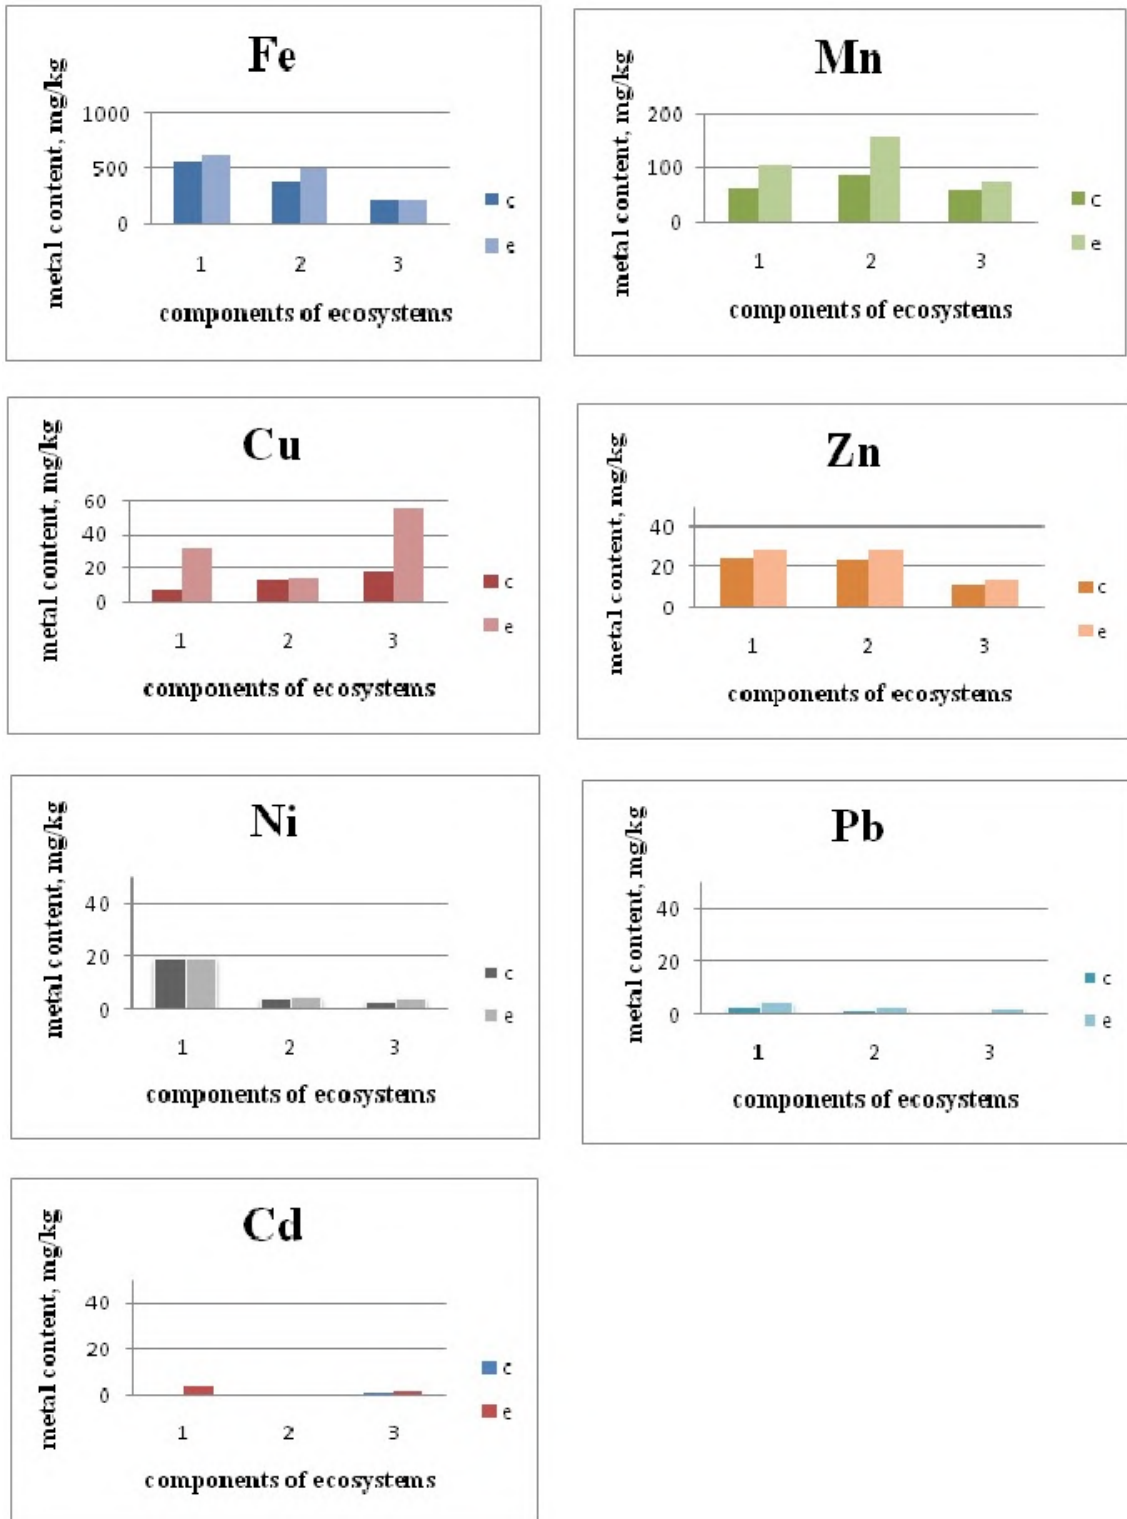 Fe
metal content, mg/kg
1000
500
0
c
e
1 2 3
components of ecosystems
Mn
metal content, mg/kg
200
100
0
c
e
1 2 3
components of ecosystems
Cu
metal content, mg/kg
60
40
20
0
c
e
1 2 3
components of ecosystems
Zn
metal content, mg/kg
40
20
0
c
e
1 2 3
components of ecosystems
Ni
metal content, mg/kg
40
20
0
c
e
1 2 3
components of ecosystems
Pb
metal content, mg/kg
40
20
0
c
e
1 2 3
components of ecosystems
Cd
metal content, mg/kg
40
20
0
c
e
1 2 3
components of ecosystems